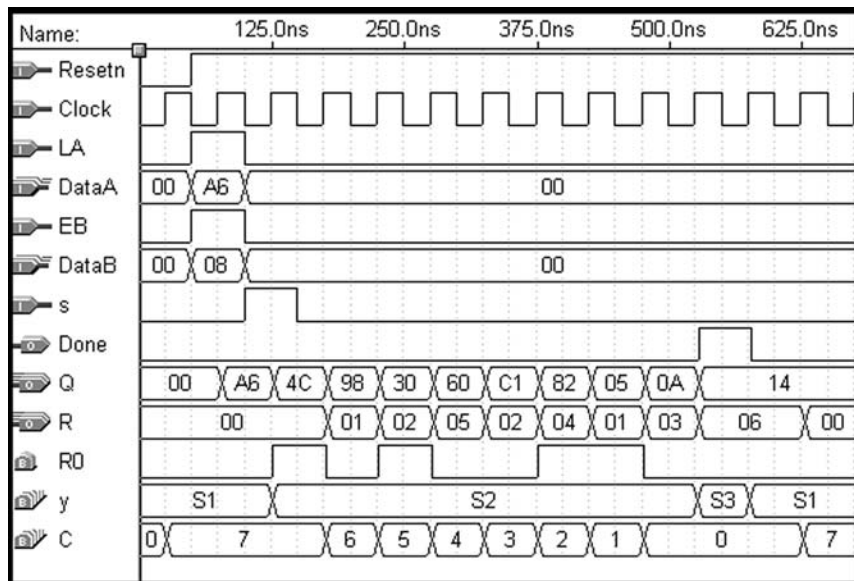 Name: 125.0ns 250.0ns 375.0ns 500.0ns 625.0ns
Resetn
Clock
LA
DataA 00 A6 00
EB
DataB 00 08 00
s
Done
Q 00 A6 4C 98 30 60 C1 82 05 0A 14
R 00 01 02 05 02 04 01 03 06 00
R0
y S1 S2 S3 S1
C 0 7 6 5 4 3 2 1 0 7